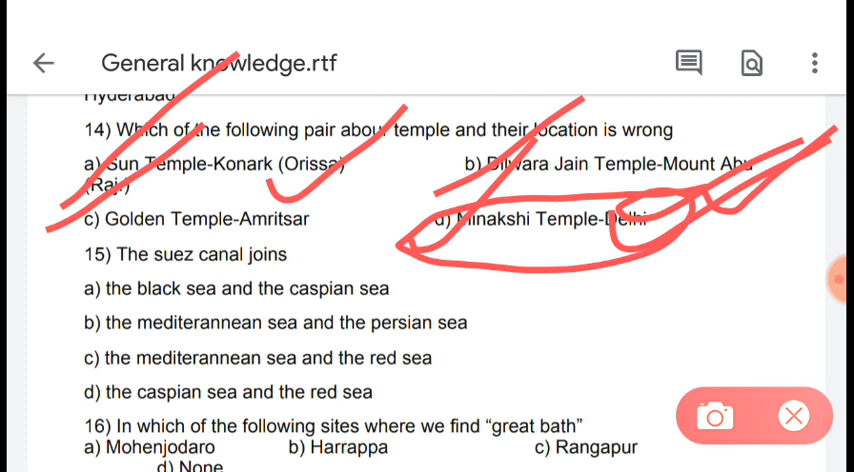 General knowledge.rtf
Hyderabad
14) Which of the following pair about temple and their location is wrong
a) Sun Temple-Konark (Orissa) b) Dilwara Jain Temple-Mount Abu
(Raj.)
c) Golden Temple-Amritsar d) Minakshi Temple-Delhi
15) The suez canal joins
a) the black sea and the caspian sea
b) the mediterannean sea and the persian sea
c) the mediterannean sea and the red sea
d) the caspian sea and the red sea
16) In which of the following sites where we find “great bath”
a) Mohenjodaro b) Harrappa c) Rangapur
d) None